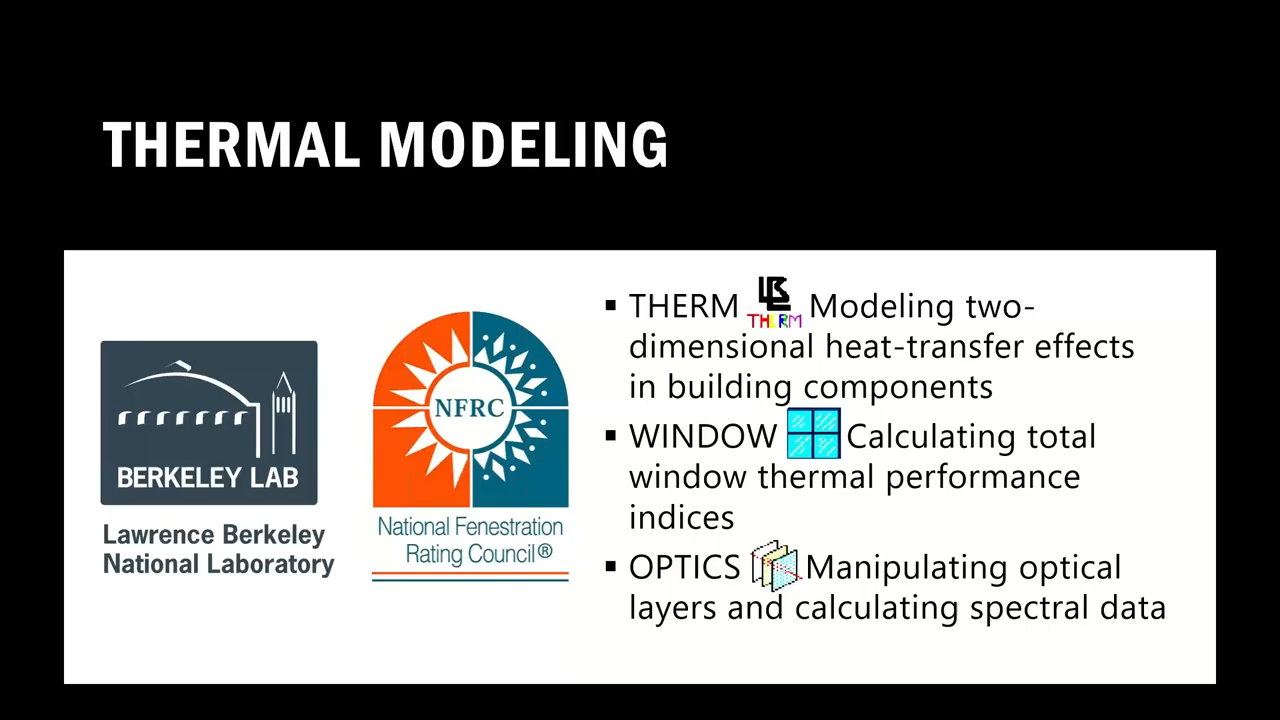 THERMAL MODELING
BERKELEY LAB
Lawrence Berkeley
National Laboratory
NFRC
National Fenestration
Rating Council®
▪ THERM LBL THERM Modeling two-
dimensional heat-transfer effects
in building components
▪ WINDOW Calculating total
window thermal performance
indices
▪ OPTICS Manipulating optical
layers and calculating spectral data